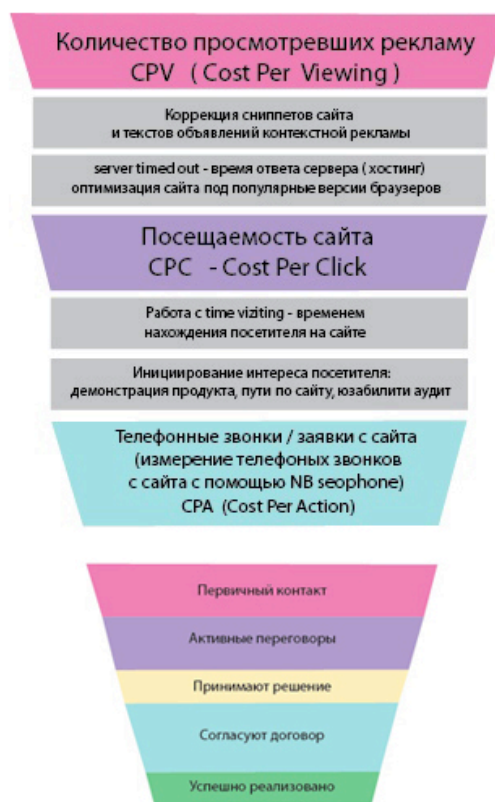 Количество просмотревших рекламу
CPV ( Cost Per Viewing )
Коррекция сниппетов сайта
и текстов объявлений контекстной рекламы
server timed out - время ответа сервера ( хостинг)
оптимизация сайта под популярные версии браузеров
Посещаемость сайта
CPC - Cost Per Click
Работа с time viziting - временем
нахождения посетителя на сайте
Инициирование интереса посетителя:
демонстрация продукта, пути по сайту, юзабилити аудит
Телефонные звонки / заявки с сайта
(измерение телефоных звонков
с сайта с помощью NB seophone)
CPA (Cost Per Action)
Первичный контакт
Активные переговоры
Принимают решение
Согласуют договор
Успешно реализовано